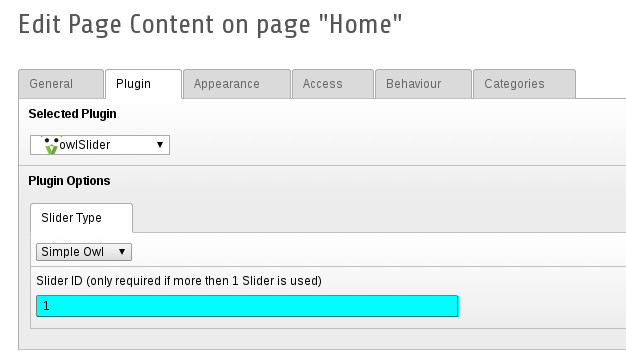 Edit Page Content on page "Home"
General Plugin Appearance Access Behaviour Categories
Selected Plugin
owlSlider
Plugin Options
Slider Type
Simple Owl
Slider ID (only required if more then 1 Slider is used)
1